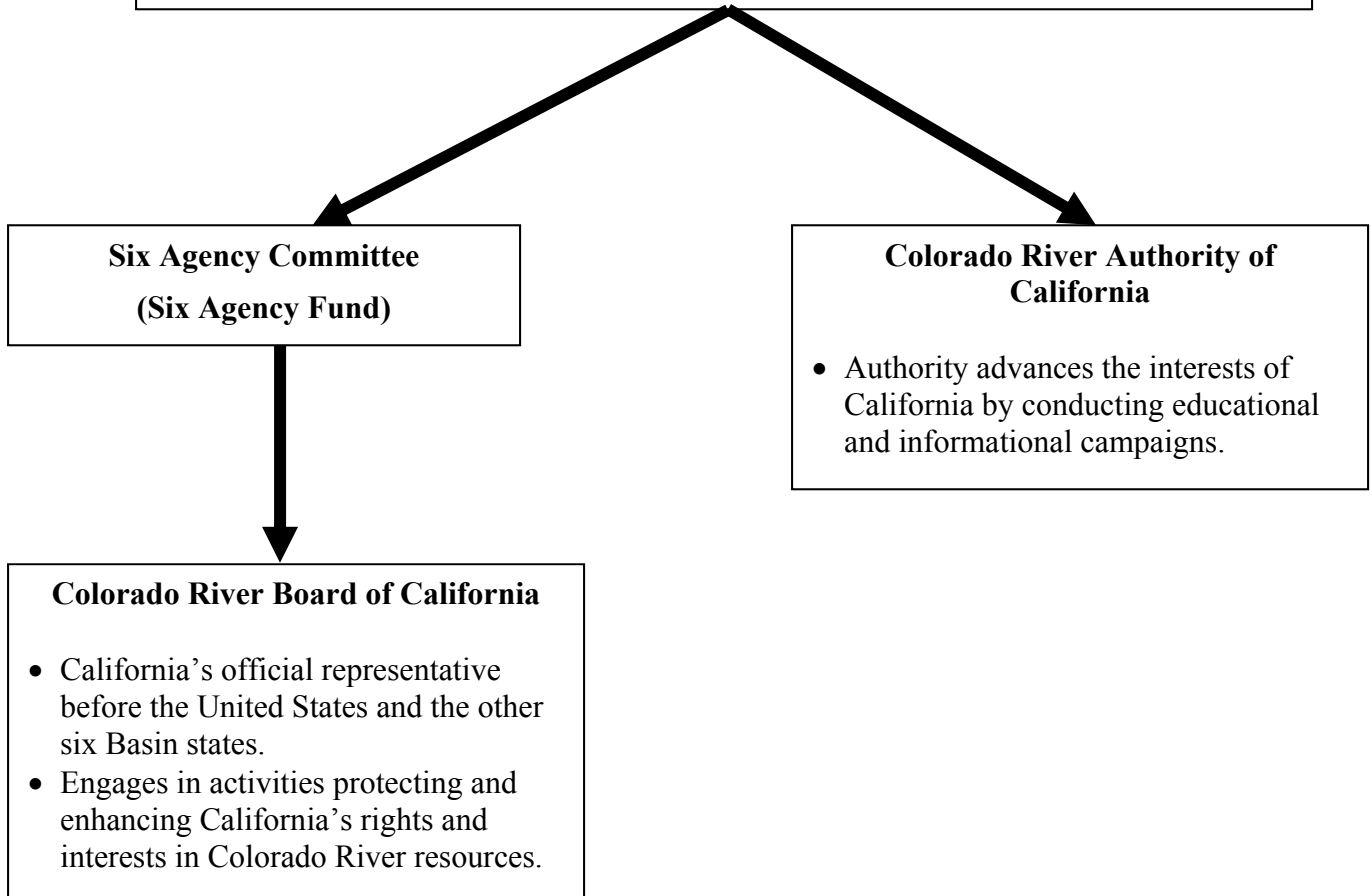 Six Agency Committee
(Six Agency Fund)
Colorado River Authority of
California
• Authority advances the interests of
California by conducting educational
and informational campaigns.
Colorado River Board of California
• California’s official representative
before the United States and the other
six Basin states.
• Engages in activities protecting and
enhancing California’s rights and
interests in Colorado River resources.